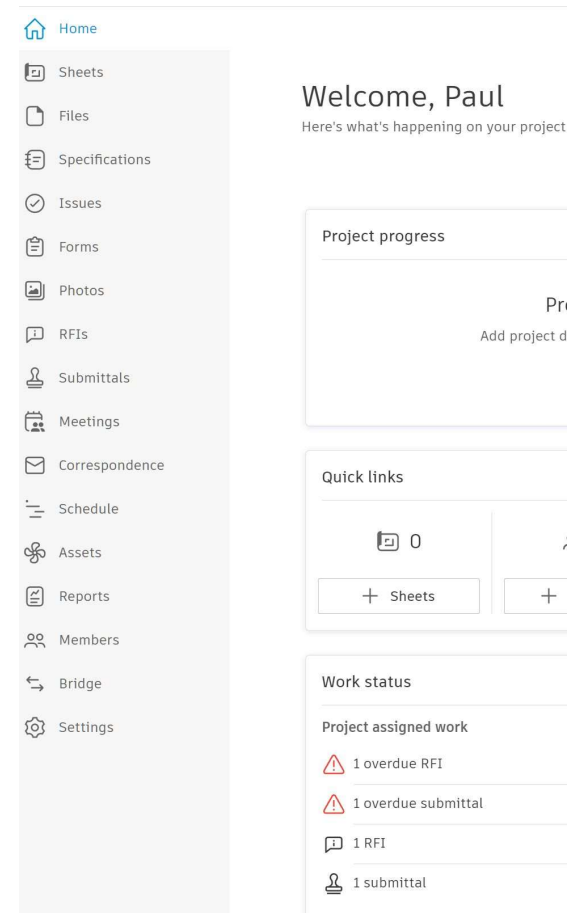 Home
Sheets
Files
Specifications
Issues
Forms
Photos
RFIs
Submittals
Meetings
Correspondence
Schedule
Assets
Reports
Members
Bridge
Settings
Welcome, Paul
Here's what's happening on your project
Project progress
Add project
Quick links
0
+ Sheets
+
Work status
Project assigned work
1 overdue RFI
1 overdue submittal
1 RFI
1 submittal